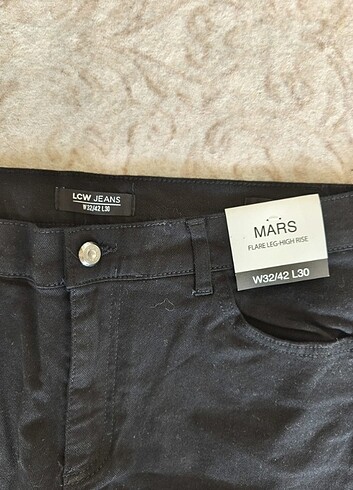 LCW JEANS
W32/42 L30
MARS
FLARE LEG-HIGH RISE
W32/42 L30